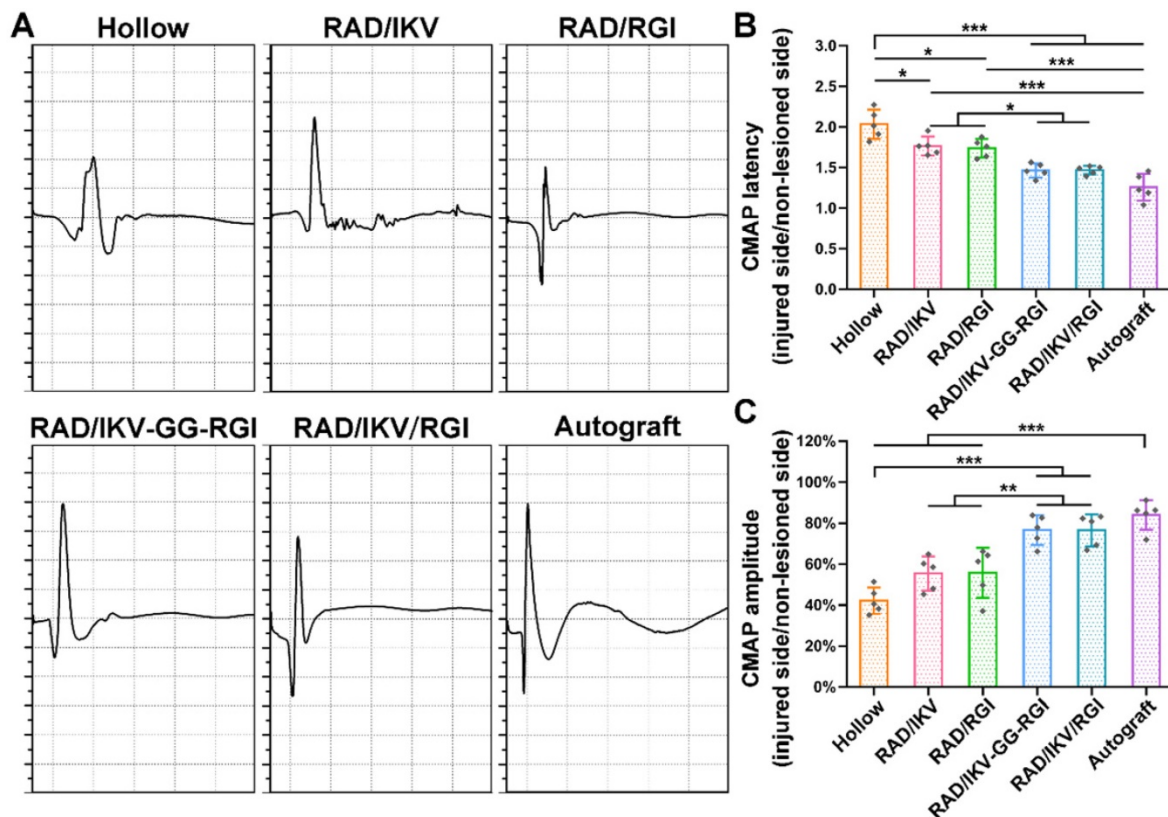 A
Hollow
RAD/IKV
RAD/RGI
RAD/IKV-GG-RGI
RAD/IKV/RGI
Autograft
B
CMAP latency
(injured side/non-lesioned side)
3.0
2.5
2.0
1.5
1.0
0.5
0.0
***
*
***
*
***
*
Hollow
RAD/IKV
RAD/RGI
RAD/IKV-GG-RGI
RAD/IKV/RGI
Autograft
C
CMAP amplitude
(injured side/non-lesioned side)
120%
100%
80%
60%
40%
20%
0%
***
***
**
Hollow
RAD/IKV
RAD/RGI
RAD/IKV-GG-RGI
RAD/IKV/RGI
Autograft